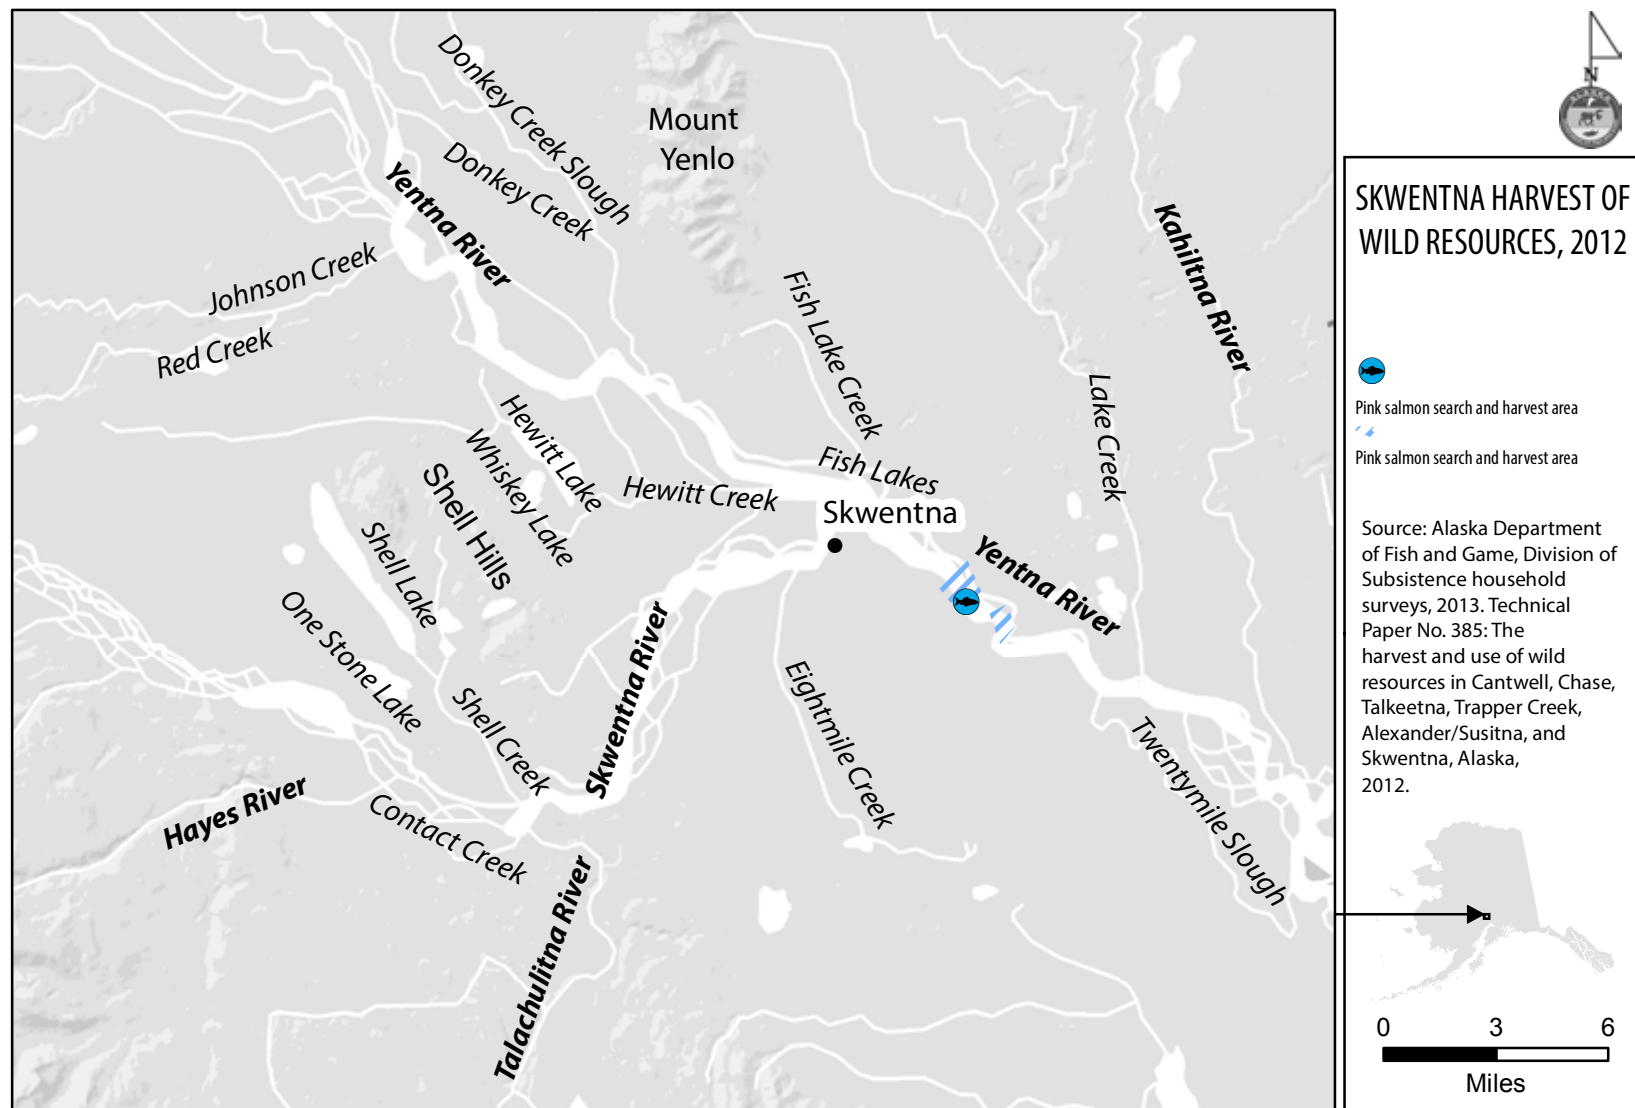 Donkey Creek Slough
Mount
Yenlo
Donkey Creek
Yentna River
Kahiltna River
Johnson Creek
Red Creek
Fish Lake Creek
Lake Creek
Hewitt Lake
Whiskey Lake
Shell Hills
Fish Lakes
Hewitt Creek
Skwentna
Shell Lake
Yentna River
One Stone Lake
Skwentna River
Eightmile Creek
Shell Creek
Twentymile Slough
Hayes River
Contact Creek
Talachulitna River
N
ALASKA
SKWENTNA HARVEST OF
WILD RESOURCES, 2012
Pink salmon search and harvest area
Pink salmon search and harvest area
Source: Alaska Department
of Fish and Game, Division of
Subsistence household
surveys, 2013. Technical
Paper No. 385: The
harvest and use of wild
resources in Cantwell, Chase,
Talkeetna, Trapper Creek,
Alexander/Susitna, and
Skwentna, Alaska,
2012.
0 3 6
Miles